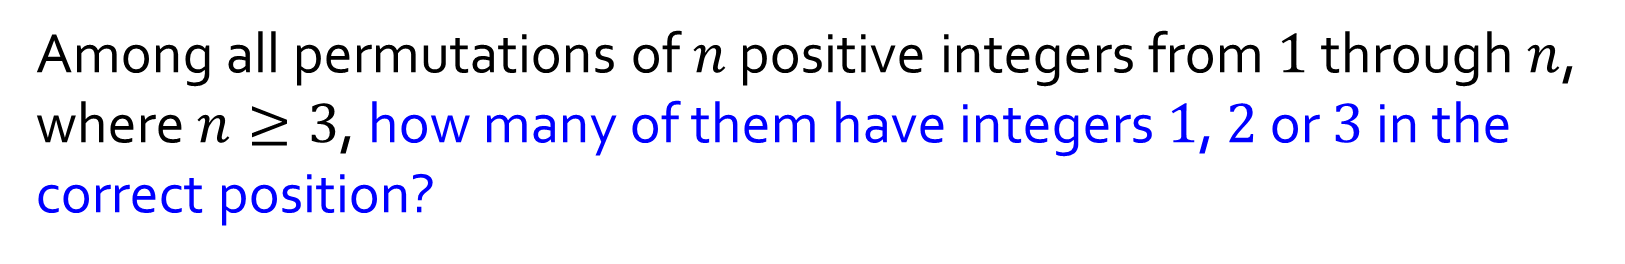 Among all permutations of n positive integers from 1 through n,
where n ≥ 3, how many of them have integers 1, 2 or 3 in the
correct position?